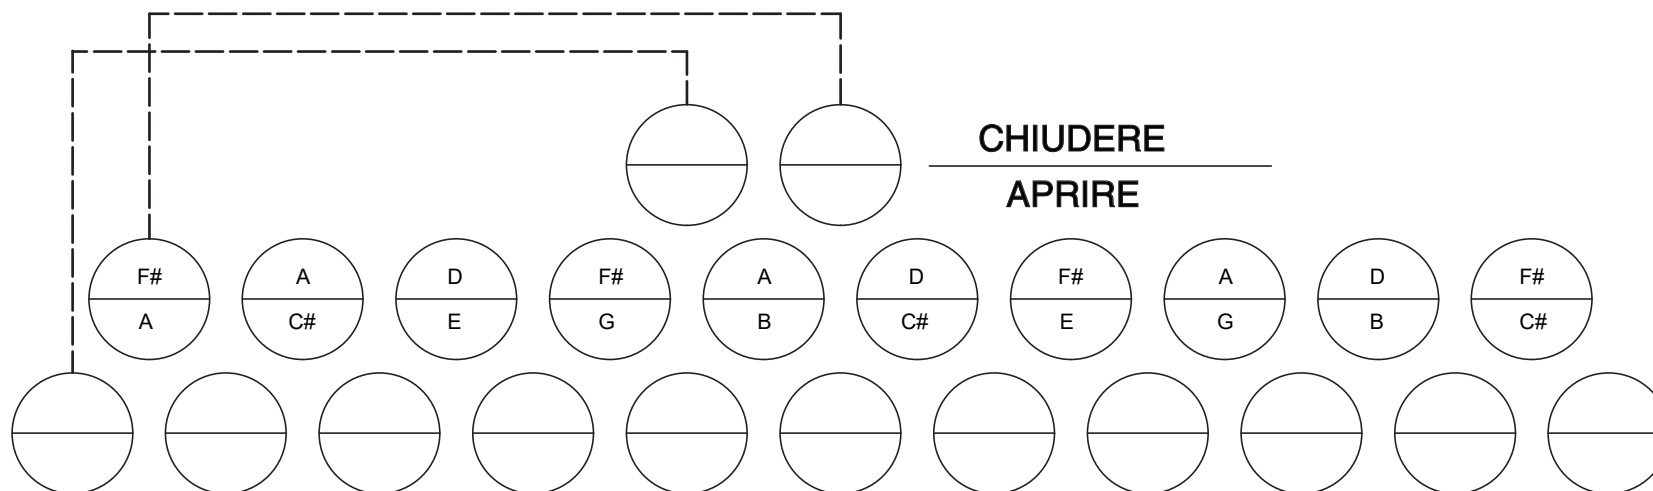 CHIUDERE
APRIRE
F# A D F# A D F# A D F#
A C# E G B C# E G B C#